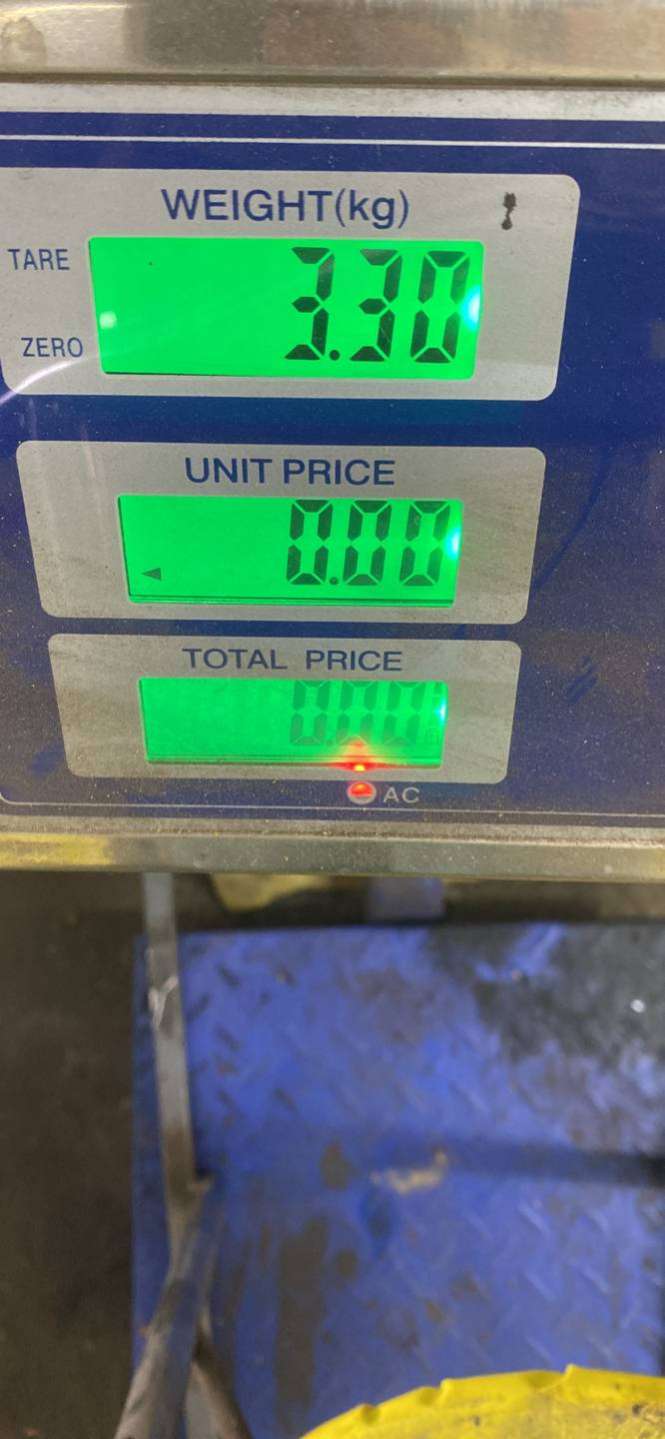 WEIGHT(kg)
TARE
3.30
ZERO
UNIT PRICE
0.00
TOTAL PRICE
0.00
AC